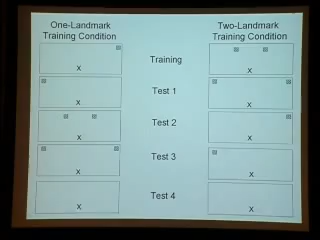 One-Landmark
Training Condition
Two-Landmark
Training Condition
X
Training
X
X
Test 1
X
X
Test 2
X
X
Test 3
X
X
Test 4
X